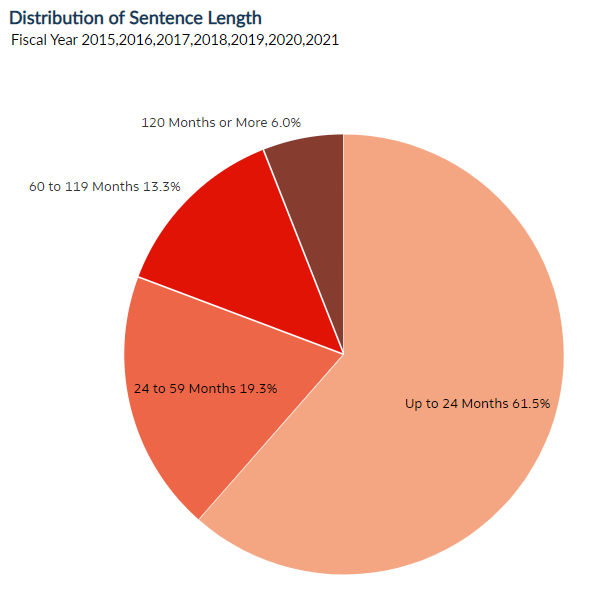 Distribution of Sentence Length
Fiscal Year 2015,2016,2017,2018,2019,2020,2021
120 Months or More 6.0%
60 to 119 Months 13.3%
24 to 59 Months 19.3%
Up to 24 Months 61.5%